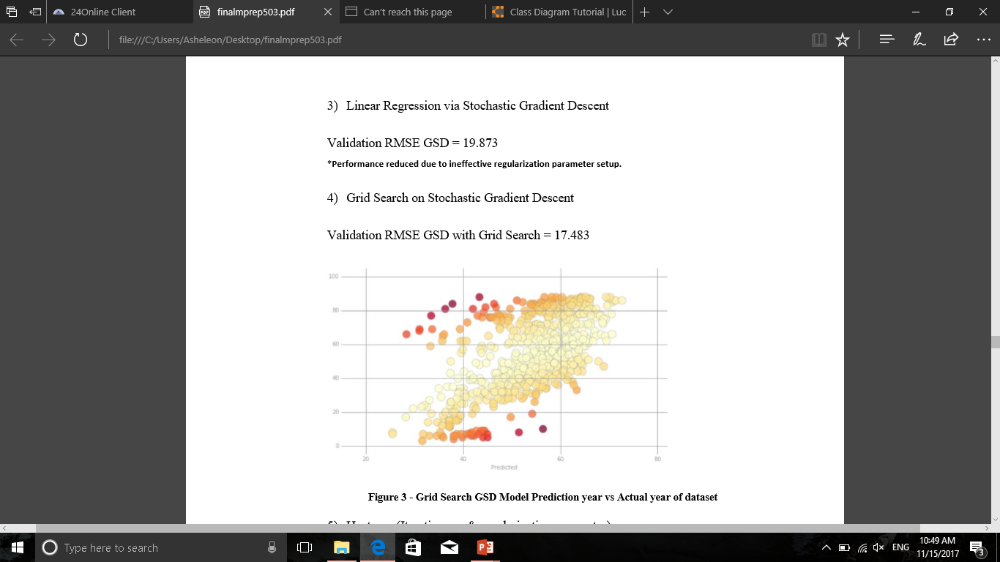 24Online Client
finalmprep503.pdf
Can't reach this page
Class Diagram Tutorial | Luc
file:///C:/Users/Asheleon/Desktop/finalmprep503.pdf
3) Linear Regression via Stochastic Gradient Descent
Validation RMSE GSD = 19.873
*Performance reduced due to ineffective regularization parameter setup.
4) Grid Search on Stochastic Gradient Descent
Validation RMSE GSD with Grid Search = 17.483
100
80
60
40
20
0
20 40 60 80
Predicted
Figure 3 - Grid Search GSD Model Prediction year vs Actual year of dataset
Type here to search
ENG
10:49 AM
11/15/2017
3